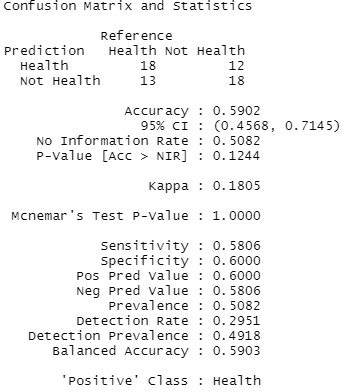 Confusion Matrix and Statistics
Reference
Prediction Health Not Health
Health 18 12
Not Health 13 18
Accuracy : 0.5902
95% CI : (0.4568, 0.7145)
No Information Rate : 0.5082
P-Value [Acc > NIR] : 0.1244
Kappa : 0.1805
Mcnemar's Test P-Value : 1.0000
Sensitivity : 0.5806
Specificity : 0.6000
Pos Pred Value : 0.6000
Neg Pred Value : 0.5806
Prevalence : 0.5082
Detection Rate : 0.2951
Detection Prevalence : 0.4918
Balanced Accuracy : 0.5903
'Positive' Class : Health